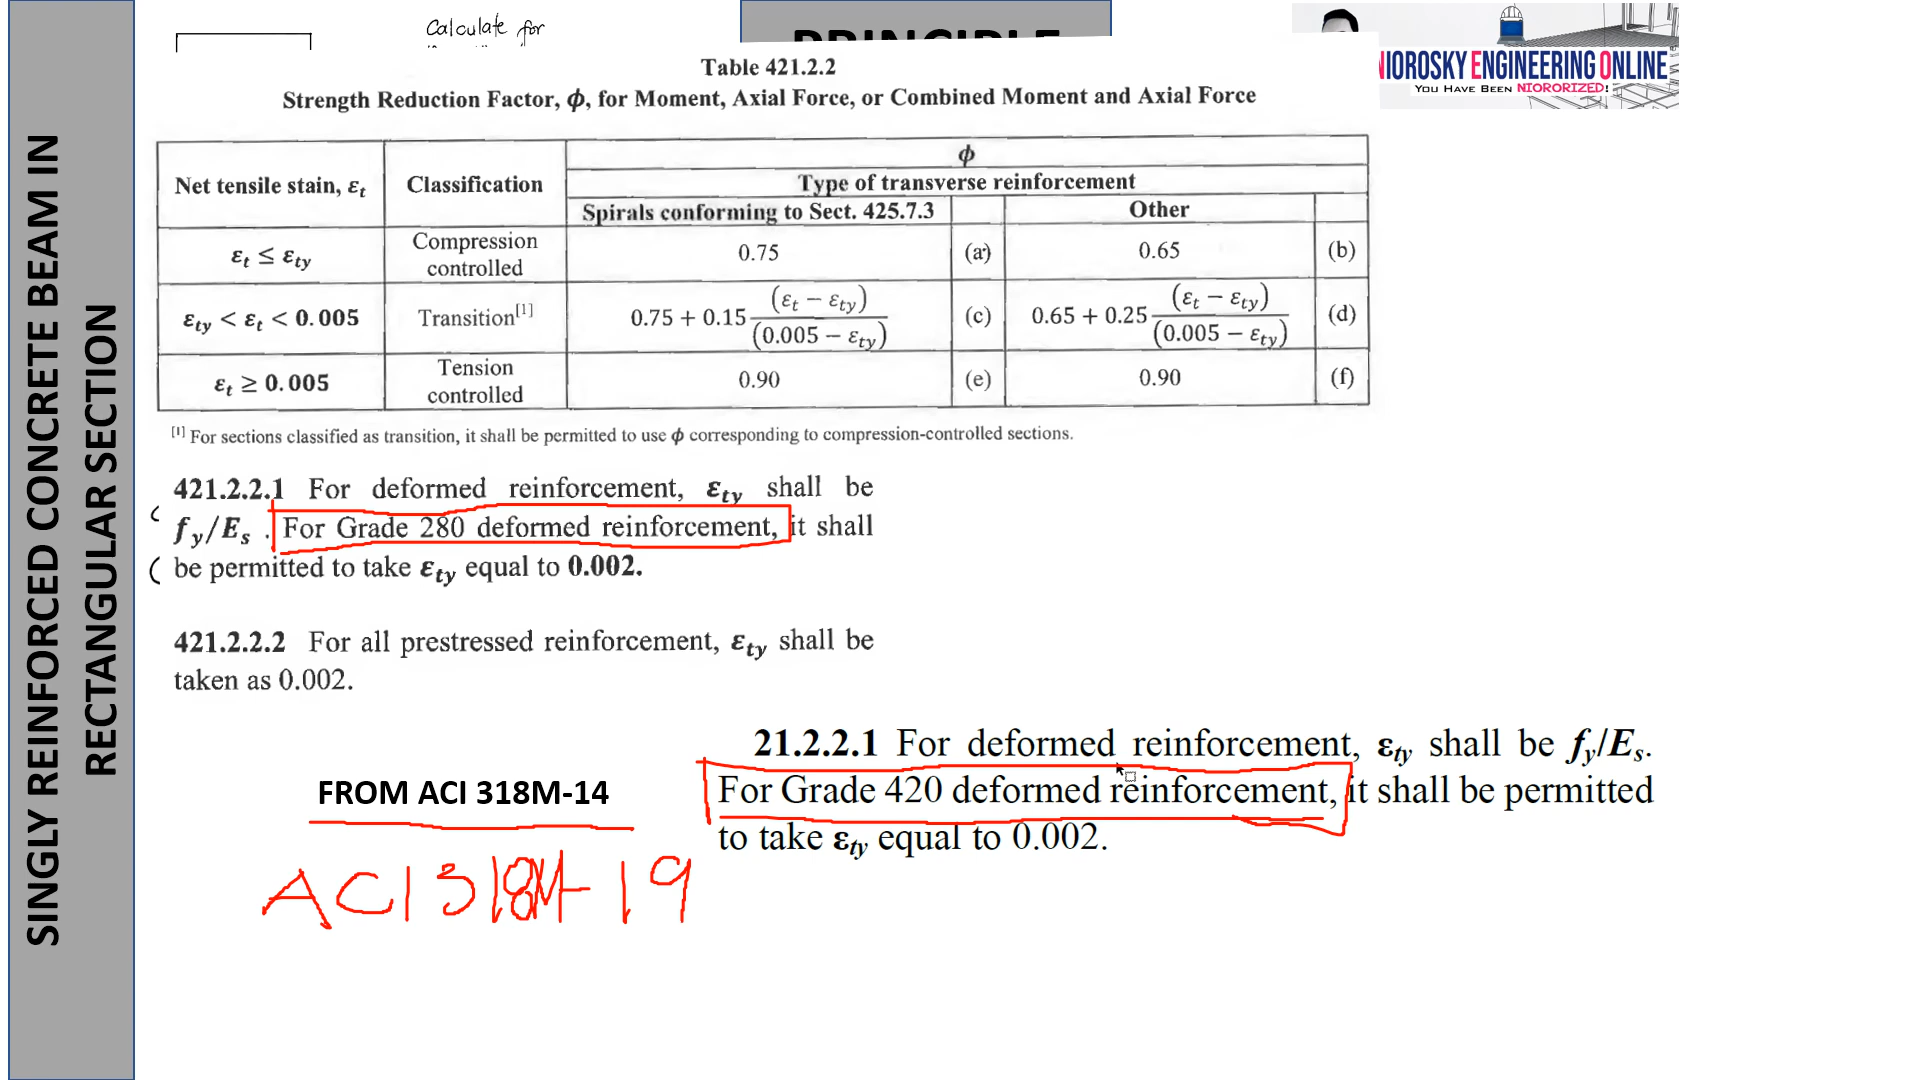 SINGLY REINFORCED CONCRETE BEAM IN
RECTANGULAR SECTION
Calculate for
PRINCIPLE
NIOROSKY ENGINEERING ONLINE
YOU HAVE BEEN NIORORIZED!
Table 421.2.2
Strength Reduction Factor, ϕ, for Moment, Axial Force, or Combined Moment and Axial Force
Net tensile stain, εt
Classification
ϕ
Type of transverse reinforcement
Spirals conforming to Sect. 425.7.3
Other
εt ≤ εty
Compression
controlled
0.75
(a)
0.65
(b)
εty < εt < 0.005
Transition[1]
0.75 + 0.15 (εt − εty) / (0.005 − εty)
(c)
0.65 + 0.25 (εt − εty) / (0.005 − εty)
(d)
εt ≥ 0.005
Tension
controlled
0.90
(e)
0.90
(f)
[1] For sections classified as transition, it shall be permitted to use ϕ corresponding to compression-controlled sections.
421.2.2.1 For deformed reinforcement, εty shall be
fy/Es . For Grade 280 deformed reinforcement, it shall
be permitted to take εty equal to 0.002.
421.2.2.2 For all prestressed reinforcement, εty shall be
taken as 0.002.
FROM ACI 318M-14
ACI 318M-19
21.2.2.1 For deformed reinforcement, εty shall be fy/Es.
For Grade 420 deformed reinforcement, it shall be permitted
to take εty equal to 0.002.